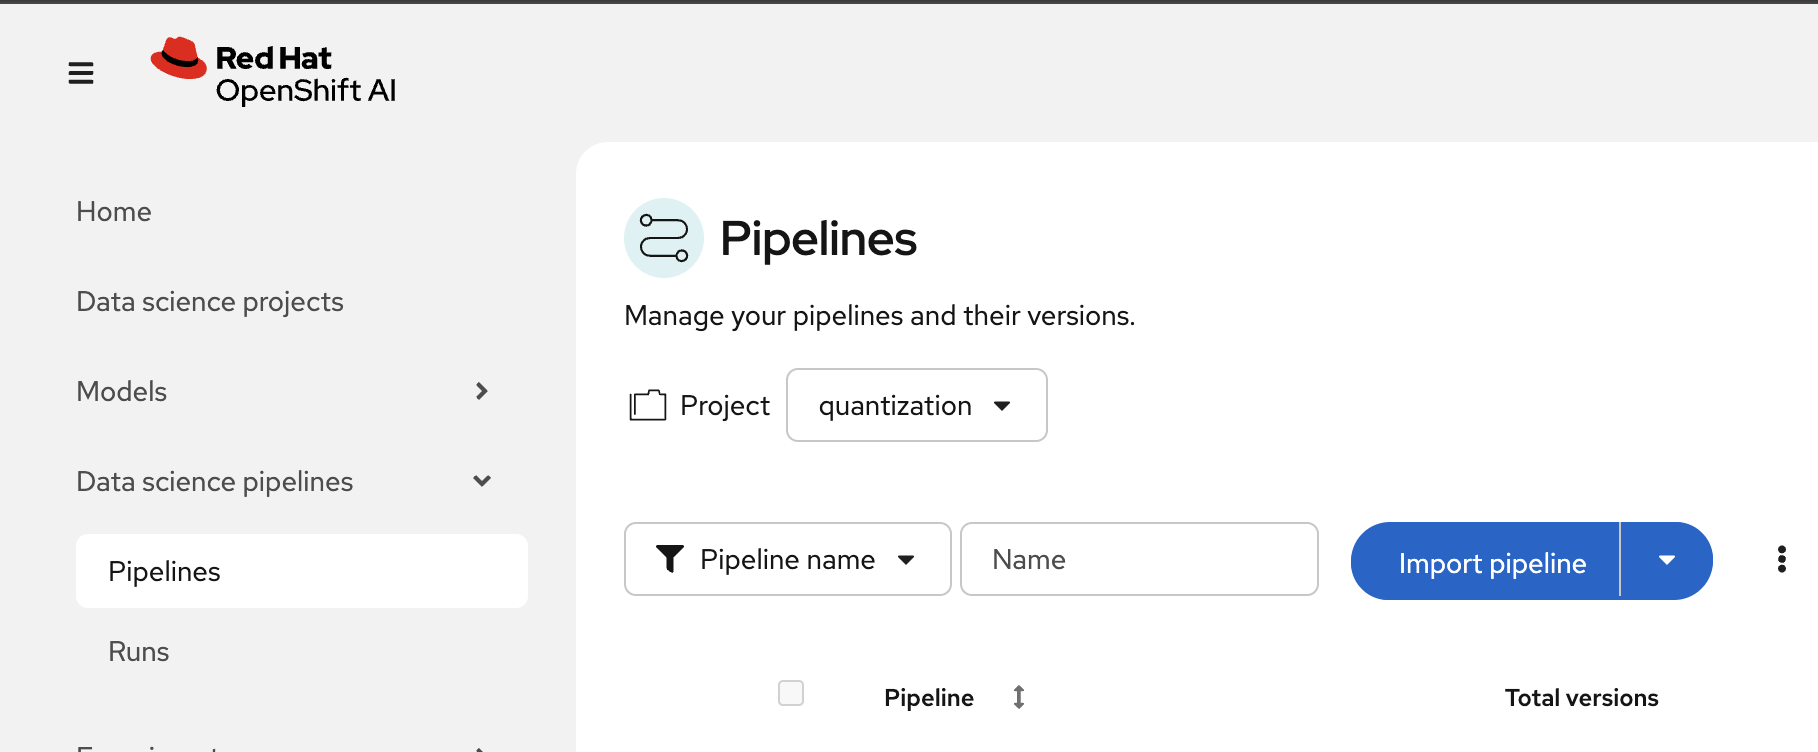 Red Hat
OpenShift AI
Home
Data science projects
Models
Data science pipelines
Pipelines
Runs
Pipelines
Manage your pipelines and their versions.
Project quantization
Pipeline name Name Import pipeline
Pipeline Total versions